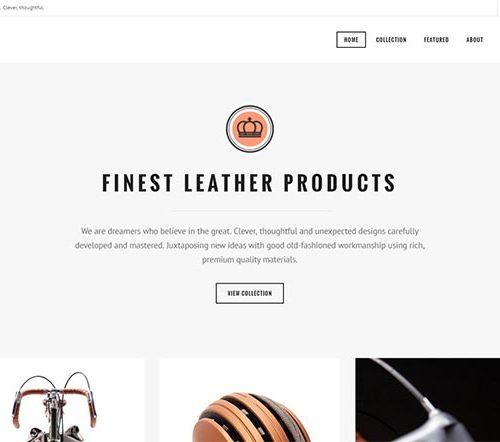 . Clever, thoughtful.
HOME COLLECTION FEATURED ABOUT
FINEST LEATHER PRODUCTS
We are dreamers who believe in the great. Clever, thoughtful and unexpected designs carefully
developed and mastered. Juxtaposing new ideas with good old-fashioned workmanship using rich,
premium quality materials.
VIEW COLLECTION